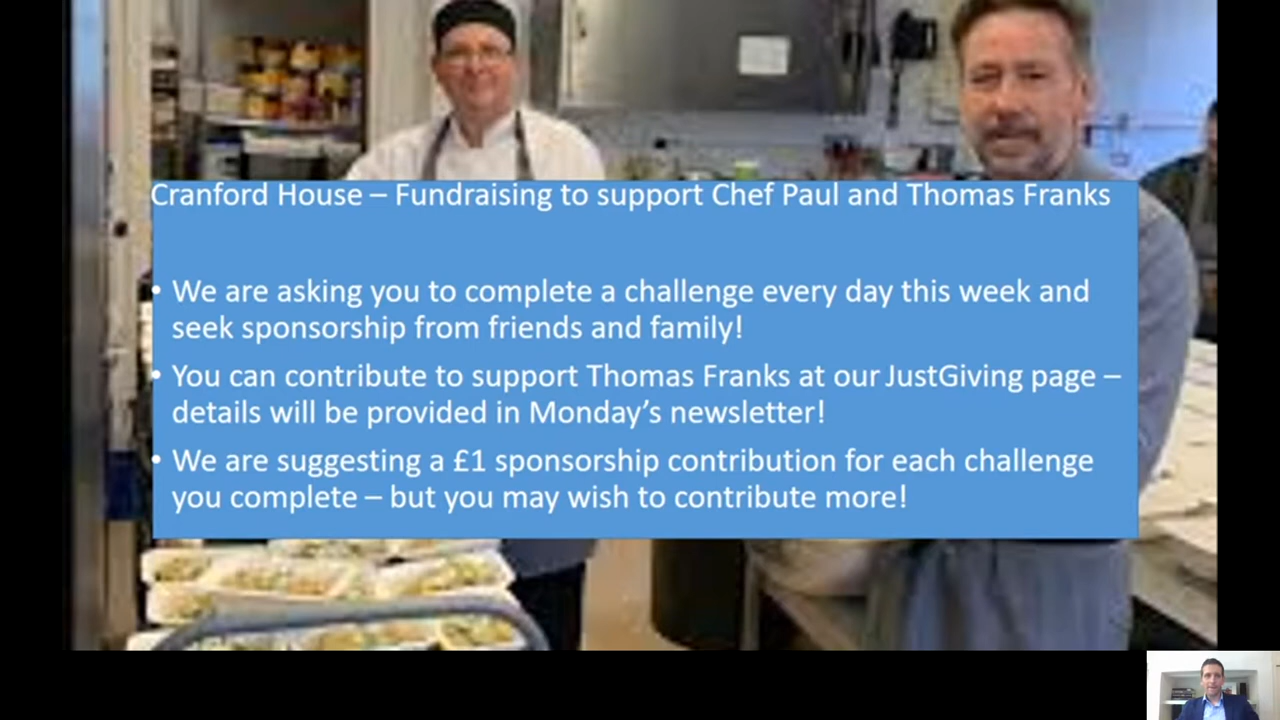 Cranford House – Fundraising to support Chef Paul and Thomas Franks
• We are asking you to complete a challenge every day this week and
seek sponsorship from friends and family!
• You can contribute to support Thomas Franks at our JustGiving page –
details will be provided in Monday’s newsletter!
• We are suggesting a £1 sponsorship contribution for each challenge
you complete – but you may wish to contribute more!